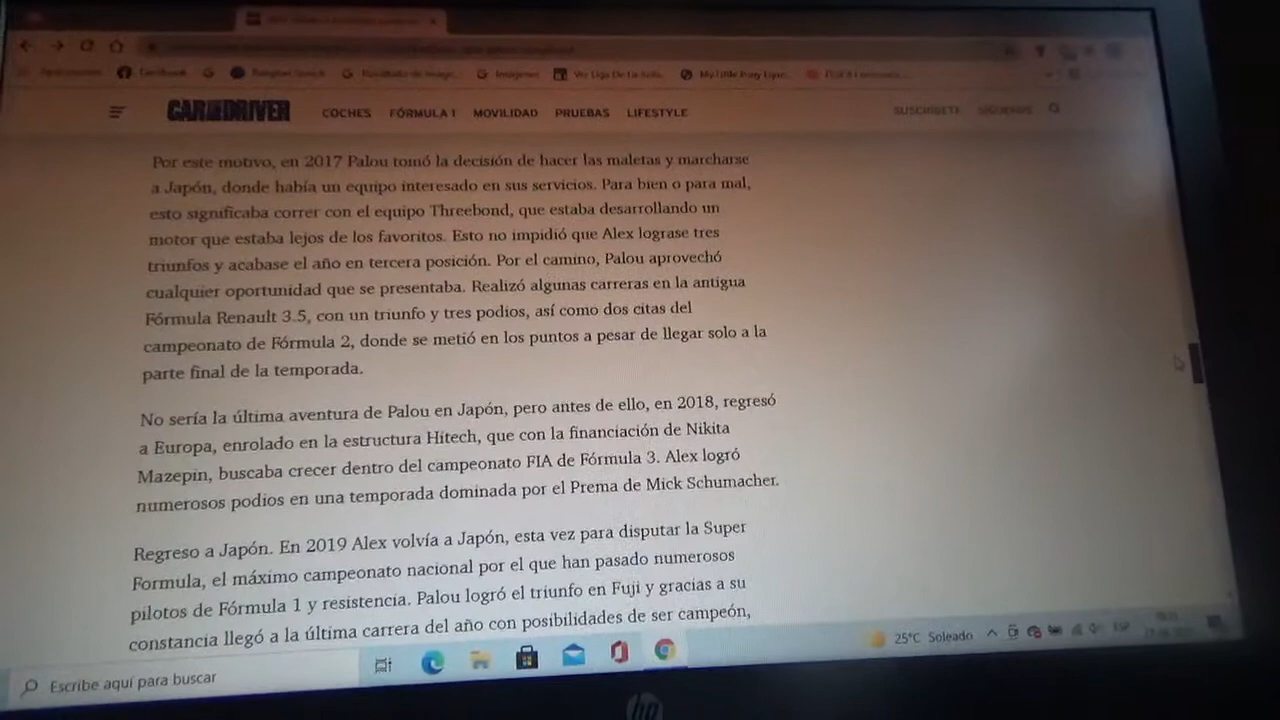 Facebook
Imágenes
CAR AND DRIVER
COCHES FÓRMULA 1 MOVILIDAD PRUEBAS LIFESTYLE
SUSCRÍBETE SÍGUENOS
Por este motivo, en 2017 Palou tomó la decisión de hacer las maletas y marcharse
a Japón, donde había un equipo interesado en sus servicios. Para bien o para mal,
esto significaba correr con el equipo Threebond, que estaba desarrollando un
motor que estaba lejos de los favoritos. Esto no impidió que Alex lograse tres
triunfos y acabase el año en tercera posición. Por el camino, Palou aprovechó
cualquier oportunidad que se presentaba. Realizó algunas carreras en la antigua
Fórmula Renault 3.5, con un triunfo y tres podios, así como dos citas del
campeonato de Fórmula 2, donde se metió en los puntos a pesar de llegar solo a la
parte final de la temporada.
No sería la última aventura de Palou en Japón, pero antes de ello, en 2018, regresó
a Europa, enrolado en la estructura Hitech, que con la financiación de Nikita
Mazepin, buscaba crecer dentro del campeonato FIA de Fórmula 3. Alex logró
numerosos podios en una temporada dominada por el Prema de Mick Schumacher.
Regreso a Japón. En 2019 Alex volvía a Japón, esta vez para disputar la Super
Formula, el máximo campeonato nacional por el que han pasado numerosos
pilotos de Fórmula 1 y resistencia. Palou logró el triunfo en Fuji y gracias a su
constancia llegó a la última carrera del año con posibilidades de ser campeón,
Escribe aquí para buscar
25°C Soleado
ESP
hp